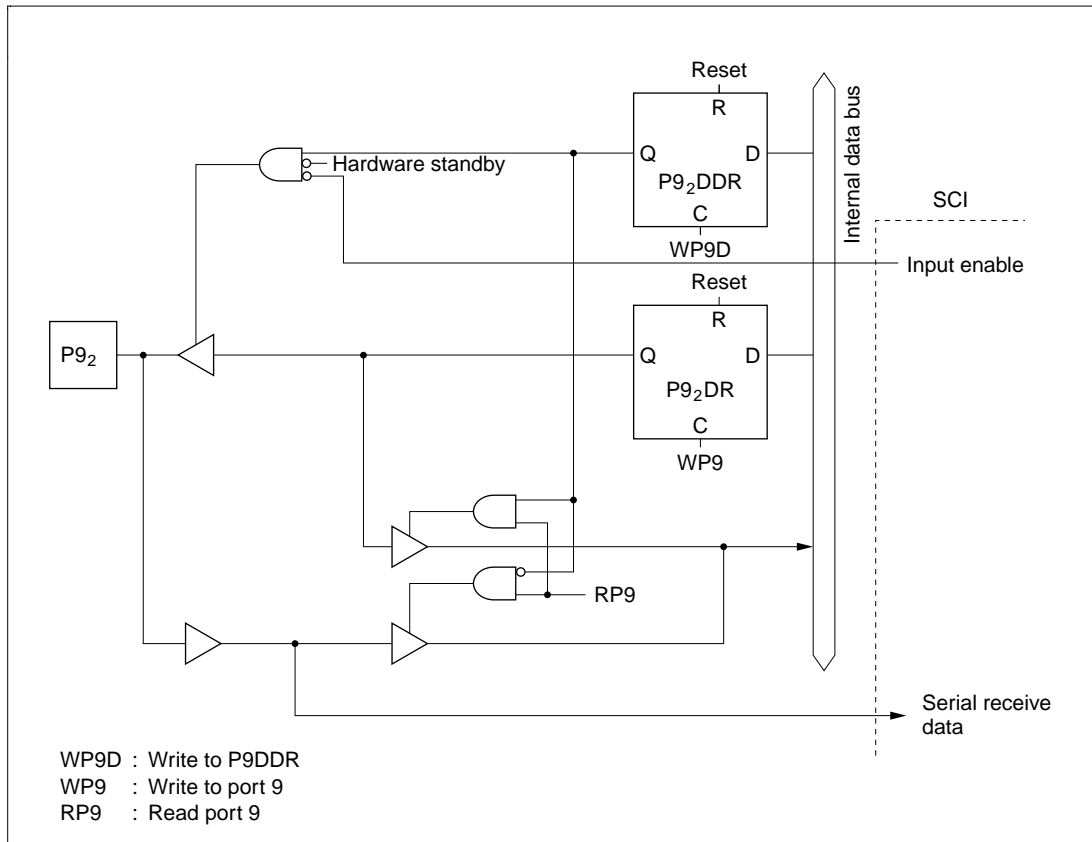 Reset
R
Q
D
P9₂DDR
C
WP9D
Hardware standby
Internal data bus
SCI
Input enable
Reset
R
P9₂
Q
D
P9₂DR
C
WP9
RP9
Serial receive
data
WP9D : Write to P9DDR
WP9 : Write to port 9
RP9 : Read port 9